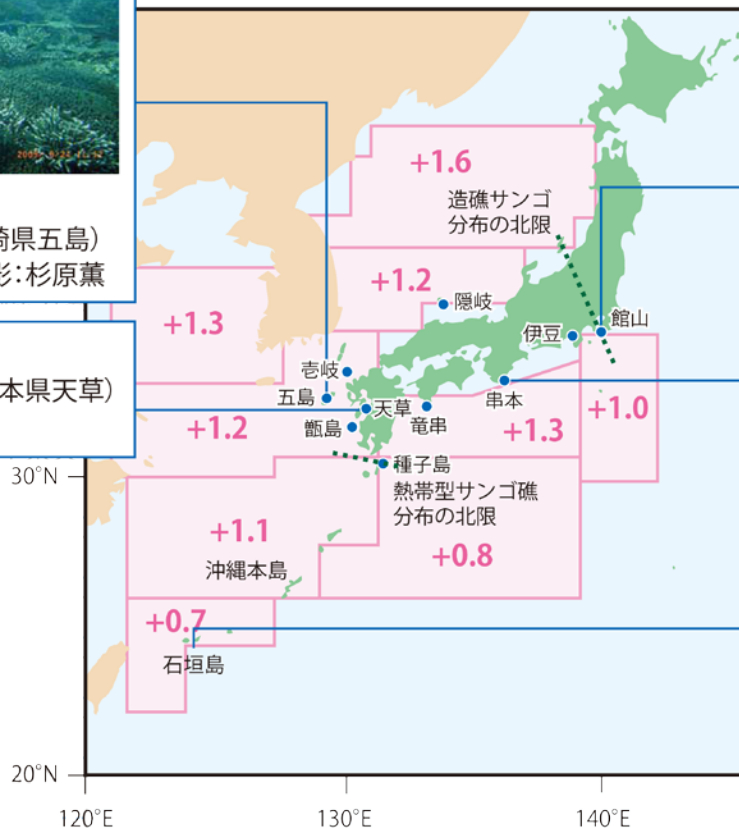 崎県五島)
影：杉原薫
本県天草)
+1.6
造礁サンゴ
分布の北限
+1.2
隠岐
+1.3
館山
伊豆
壱岐
五島
天草
串本
+1.0
+1.2
甑島
竜串
+1.3
30°N
種子島
熱帯型サンゴ礁
分布の北限
+1.1
+0.8
沖縄本島
+0.7
石垣島
20°N
120°E
130°E
140°E